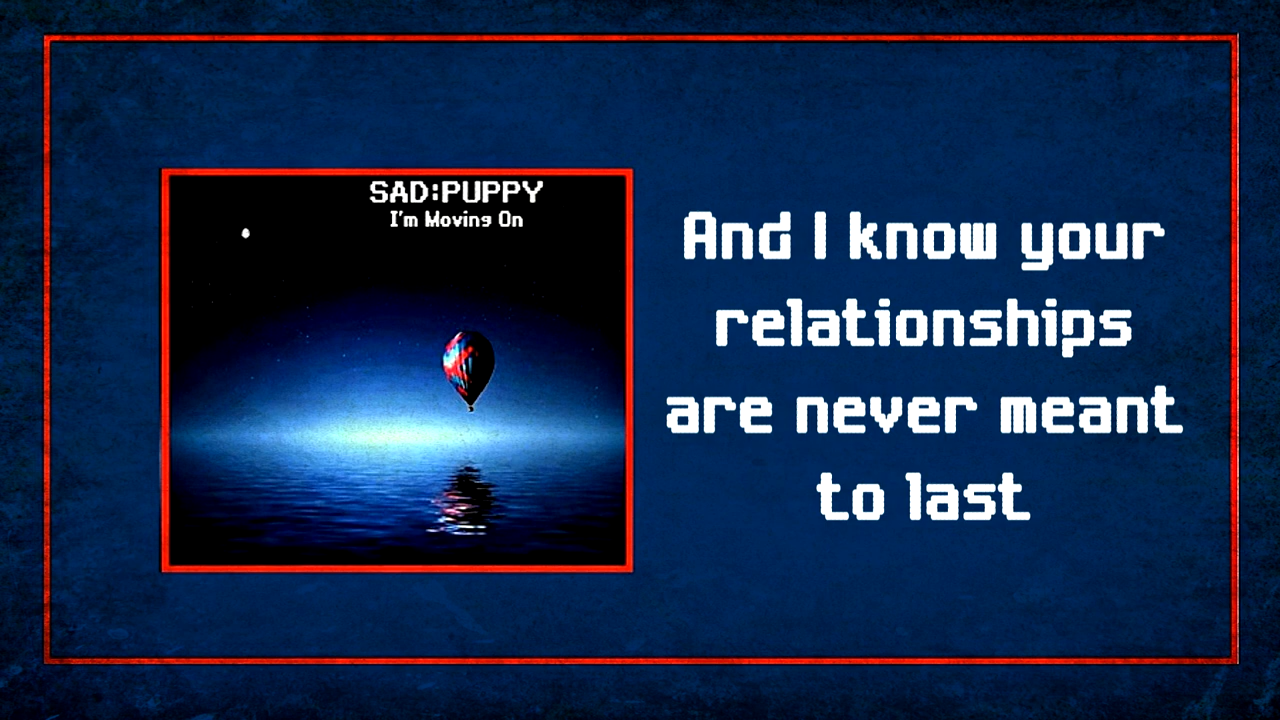 SAD:PUPPY
I'm Moving On
And I know your
relationships
are never meant
to last